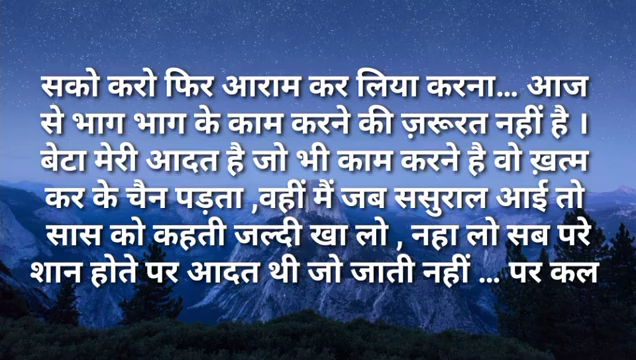 सको करो फिर आराम कर लिया करना... आज
से भाग भाग के काम करने की ज़रूरत नहीं है ।
बेटा मेरी आदत है जो भी काम करने है वो ख़त्म
कर के चैन पड़ता ,वहीं मैं जब ससुराल आई तो
सास को कहती जल्दी खा लो , नहा लो सब परे
शान होते पर आदत थी जो जाती नहीं ... पर कल